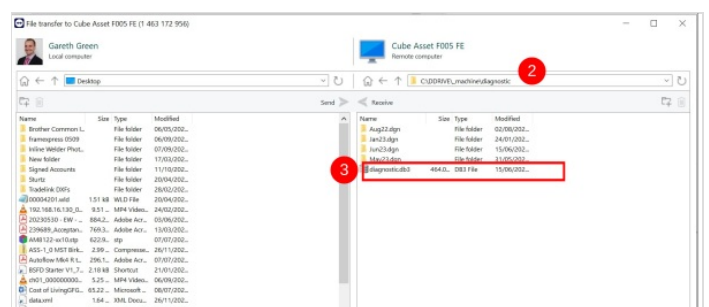 File transfer to Cube Asset F005 FE (1 463 172 956)
Gareth Green
Local computer
Cube Asset F005 FE
Remote computer
2
Desktop
C:\DDRIVE\_machine\diagnostic
Send
Receive
Name Size Type Modified
Brother Common L... File folder 06/05/202...
framexpress 0509 File folder 06/09/202...
Inline Welder Phot... File folder 07/09/202...
New folder File folder 17/03/202...
Signed Accounts File folder 11/10/202...
Sturtz File folder 20/04/202...
Tradelink DXFs File folder 28/02/202...
00004201.wld 1.51 kB WLD File 20/04/202...
192.168.16.130_0... 9.51 ... MP4 Video... 24/02/202...
20230530 - EW - ... 884.2... Adobe Acr... 03/06/202...
239689_Acceptan... 769.3... Adobe Acr... 13/03/202...
AM8122-xx10.stp 622.9... stp 07/07/202...
ASS-1_0 MST Birk... 2.99 ... Compresse... 26/11/202...
Autoflow Mk4 R t... 296.1... Adobe Acr... 07/07/202...
BSFD Starter V1_7... 2.18 kB Shortcut 21/01/202...
ch01_000000000... 5.25 ... MP4 Video... 06/09/202...
Cost of LivingGFG... 65.22 ... Microsoft ... 08/07/202...
data.xml 1.64 ... XML Docu... 26/11/202...
Name Size Type Modified
Aug22.dgn File folder 02/08/202...
Jan23.dgn File folder 24/01/202...
Jun23.dgn File folder 15/06/202...
May23.dgn File folder 31/05/202...
3
diagnostic.db3 464.0... DB3 File 15/06/202...